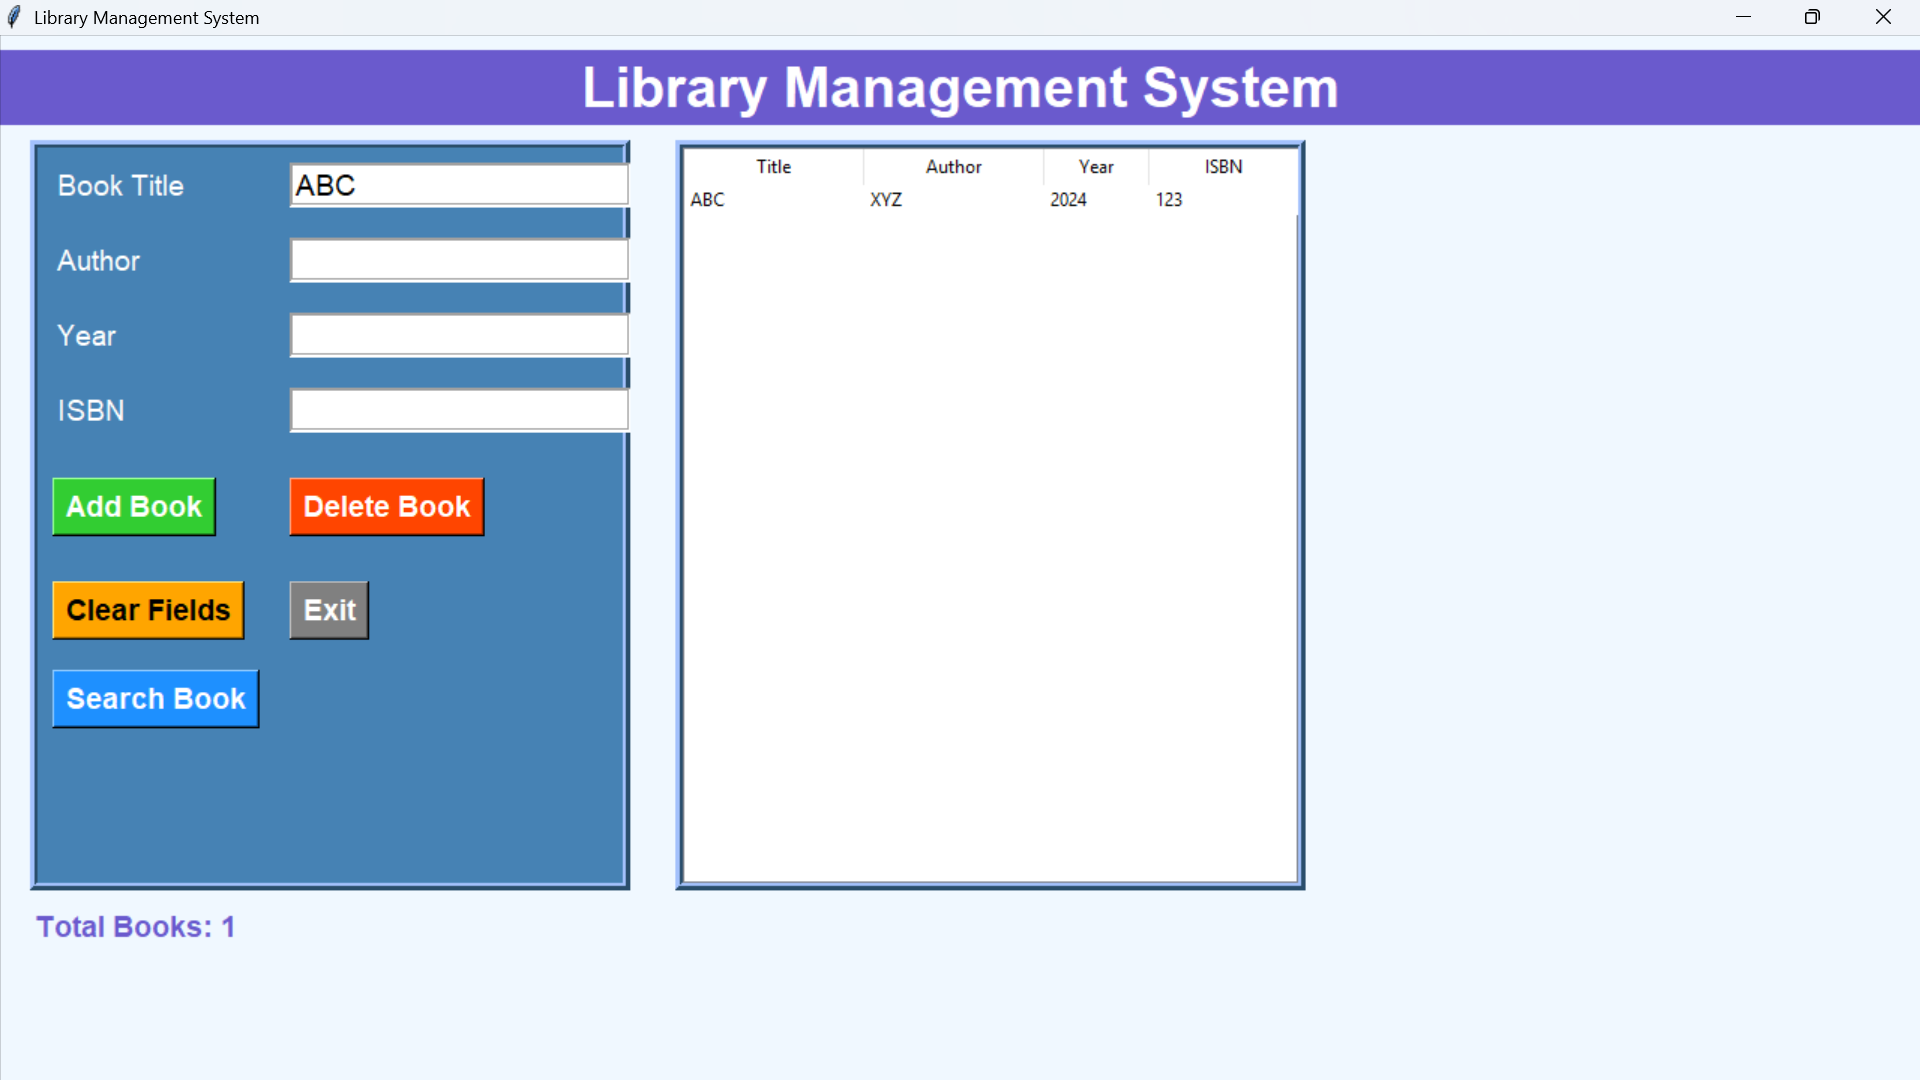 Library Management System
Library Management System
Book Title ABC
Author
Year
ISBN
Add Book Delete Book
Clear Fields Exit
Search Book
Title Author Year ISBN
ABC XYZ 2024 123
Total Books: 1